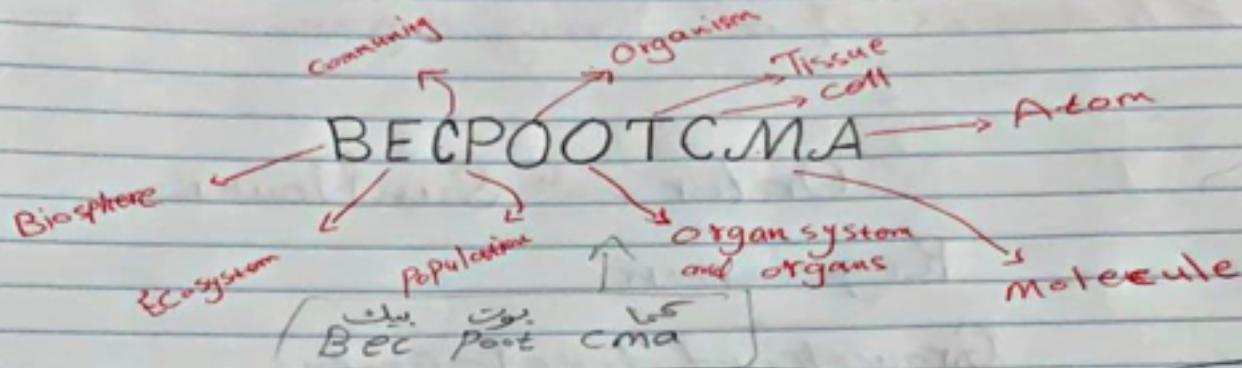 Community Organism
Tissue
cell
BECPOOTCMA Atom
Biosphere
Ecosystem Population Organ system
and organs
Molecule
بيك بوت كما
Bec Poot cma